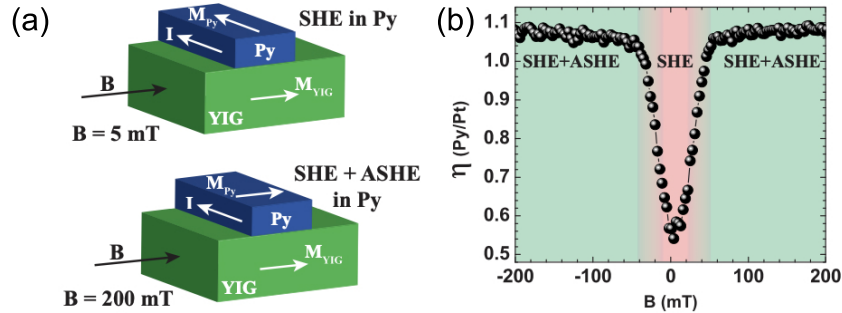 (a)
SHE in Py
M_Py
I
Py
B
M_YIG
YIG
B = 5 mT
SHE + ASHE
in Py
M_Py
I
Py
B
M_YIG
YIG
B = 200 mT
(b)
η (Py/Pt)
1.1
1.0
0.9
0.8
0.7
0.6
0.5
SHE+ASHE
SHE
SHE+ASHE
-200
-100
0
100
200
B (mT)